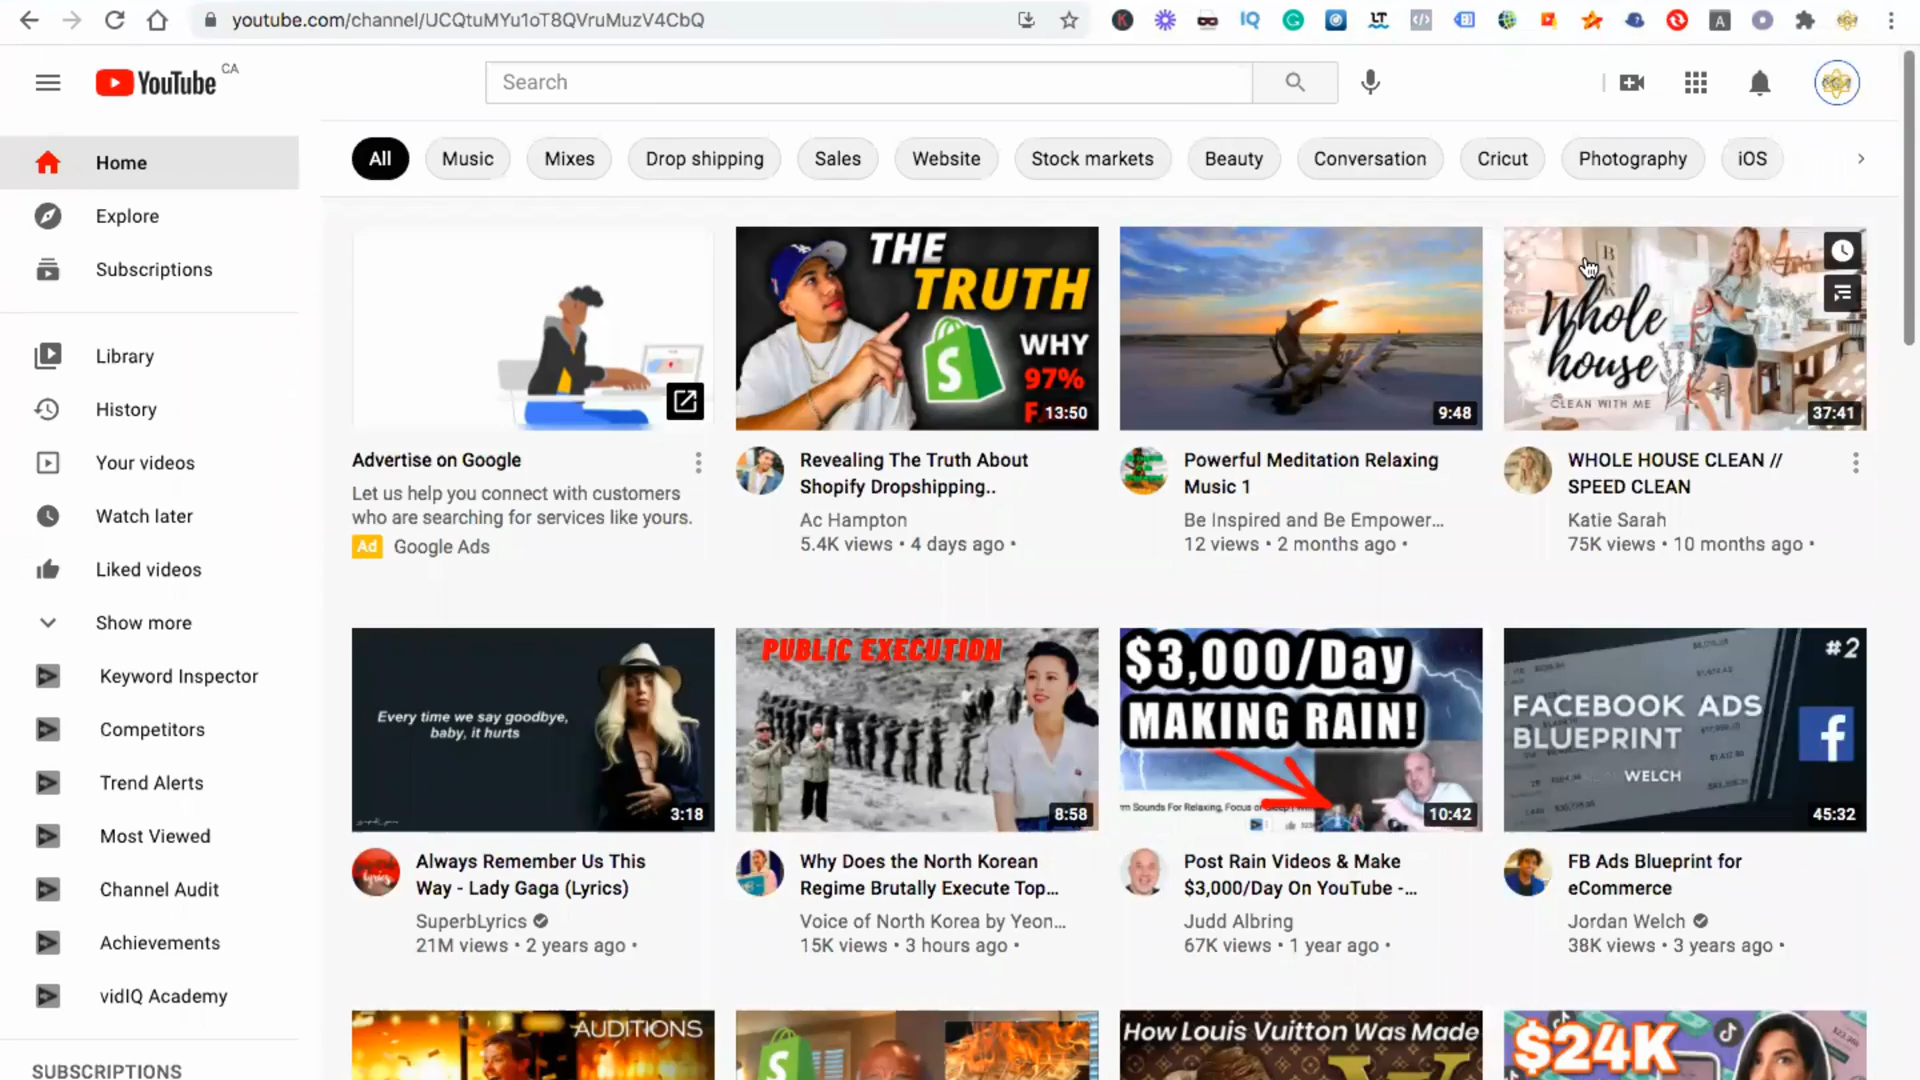 youtube.com/channel/UCQtuMYu1oT8QVruMuzV4CbQ
YouTube CA
Search
Home
Explore
Subscriptions
Library
History
Your videos
Watch later
Liked videos
Show more
Keyword Inspector
Competitors
Trend Alerts
Most Viewed
Channel Audit
Achievements
vidIQ Academy
SUBSCRIPTIONS
All Music Mixes Drop shipping Sales Website Stock markets Beauty Conversation Cricut Photography iOS
Advertise on Google
Let us help you connect with customers
who are searching for services like yours.
Ad Google Ads
THE
TRUTH
WHY
97%
13:50
Revealing The Truth About
Shopify Dropshipping..
Ac Hampton
5.4K views • 4 days ago •
9:48
Powerful Meditation Relaxing
Music 1
Be Inspired and Be Empower...
12 views • 2 months ago •
Whole
house
CLEAN WITH ME
37:41
WHOLE HOUSE CLEAN //
SPEED CLEAN
Katie Sarah
75K views • 10 months ago •
Every time we say goodbye,
baby, it hurts
3:18
Always Remember Us This
Way - Lady Gaga (Lyrics)
SuperbLyrics
21M views • 2 years ago •
PUBLIC EXECUTION
8:58
Why Does the North Korean
Regime Brutally Execute Top...
Voice of North Korea by Yeon...
15K views • 3 hours ago •
$3,000/Day
MAKING RAIN!
Sounds For Relaxing, Focus or Sleep
10:42
Post Rain Videos & Make
$3,000/Day On YouTube -...
Judd Albring
67K views • 1 year ago •
#2
FACEBOOK ADS
BLUEPRINT
WELCH
45:32
FB Ads Blueprint for
eCommerce
Jordan Welch
38K views • 3 years ago •
AUDITIONS
How Louis Vuitton Was Made
$24K